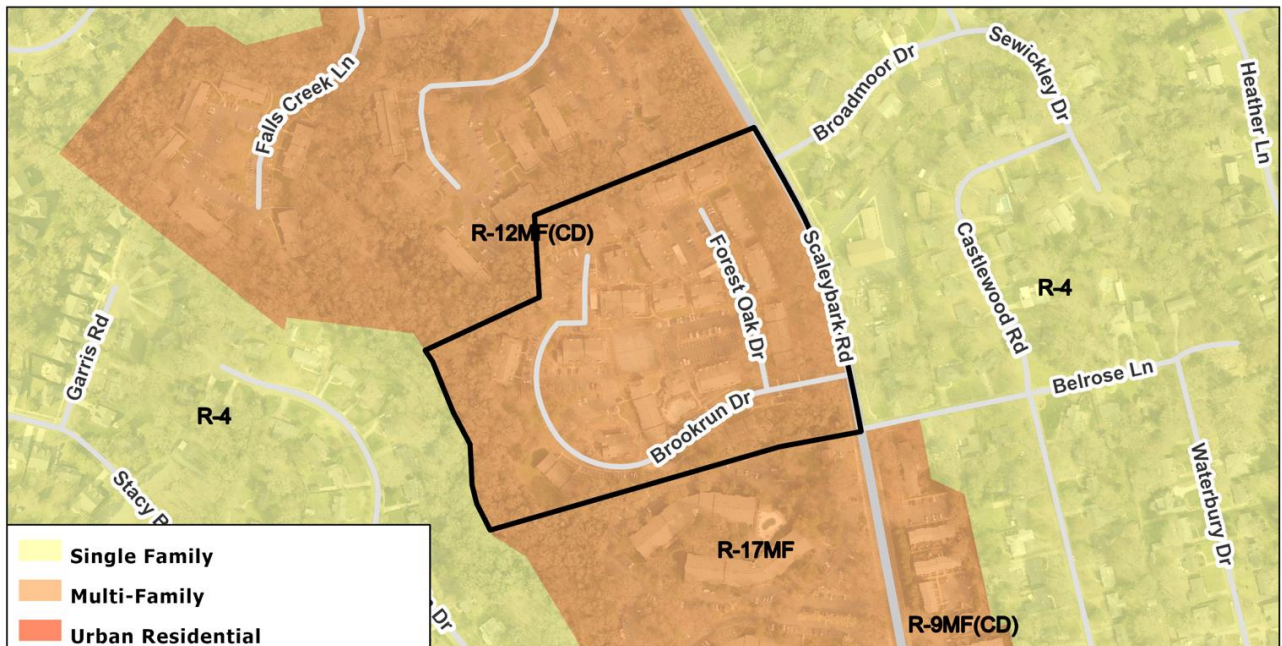 Falls Creek Ln
Broadmoor Dr
Sewickley Dr
Heather Ln
R-12MF(CD)
Forest Oak Dr
Scaleybark Rd
Castlewood Rd
R-4
Garris Rd
Belrose Ln
R-4
Brookrun Dr
Waterbury Dr
Stacy
R-17MF
Dr
R-9MF(CD)
Single Family
Multi-Family
Urban Residential